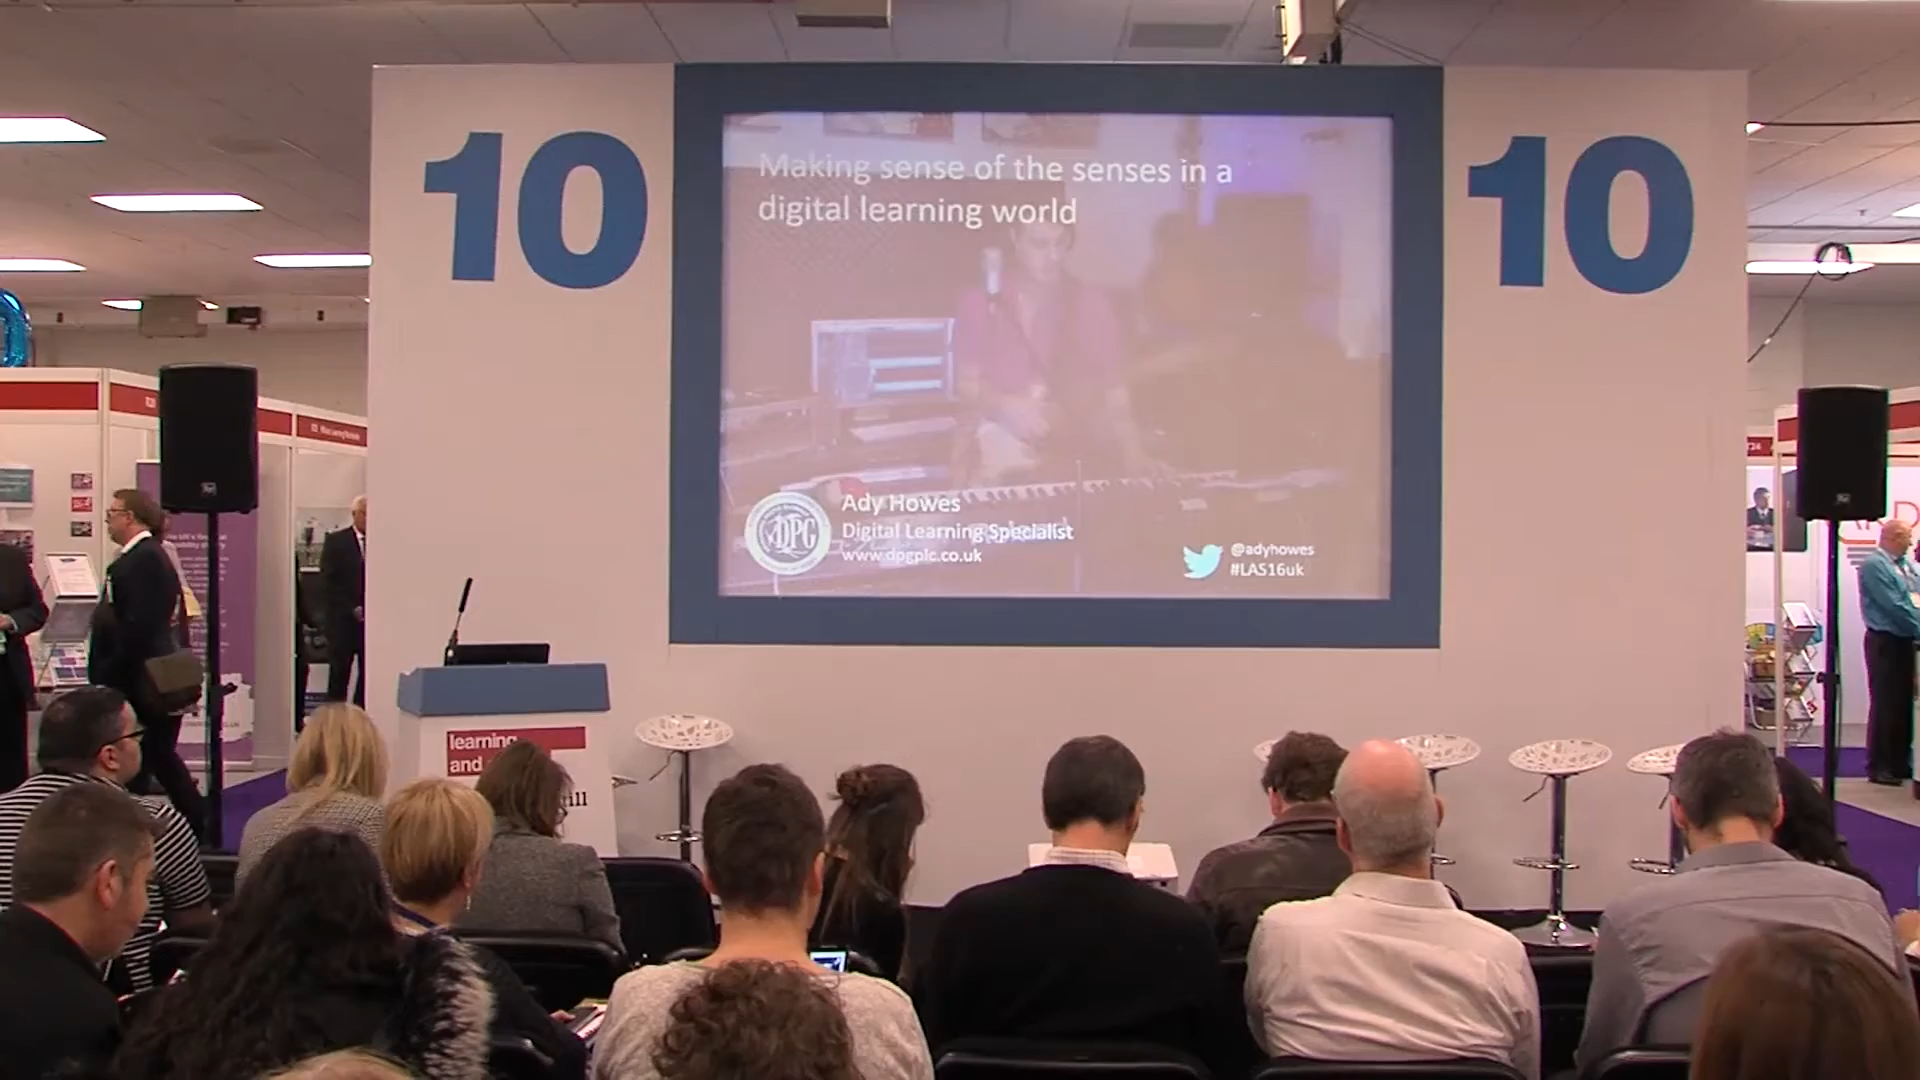 10
10
Making sense of the senses in a
digital learning world
DPG
Ady Howes
Digital Learning Specialist
www.dpgplc.co.uk
@adyhowes
#LAS16uk
learning
and